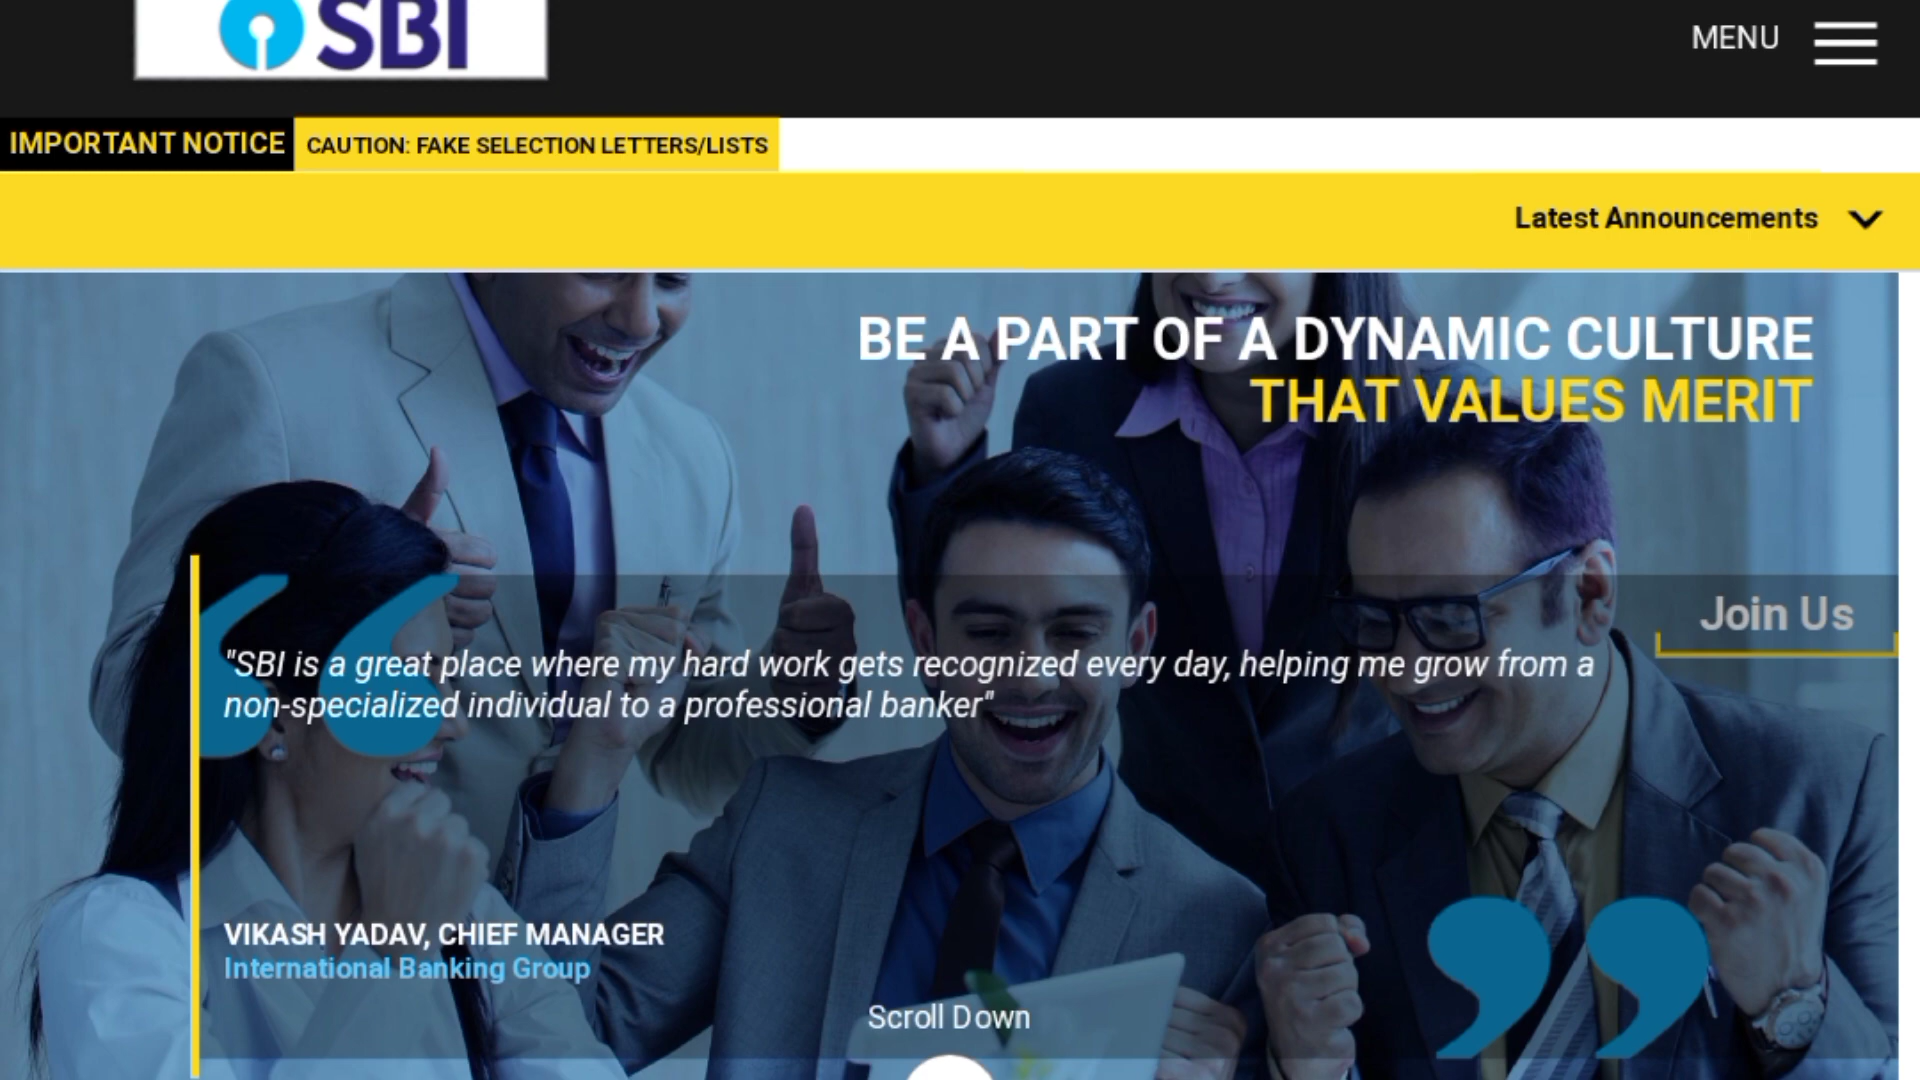 SBI
MENU
IMPORTANT NOTICE
CAUTION: FAKE SELECTION LETTERS/LISTS
Latest Announcements
BE A PART OF A DYNAMIC CULTURE
THAT VALUES MERIT
Join Us
"SBI is a great place where my hard work gets recognized every day, helping me grow from a
non-specialized individual to a professional banker"
VIKASH YADAV, CHIEF MANAGER
International Banking Group
Scroll Down